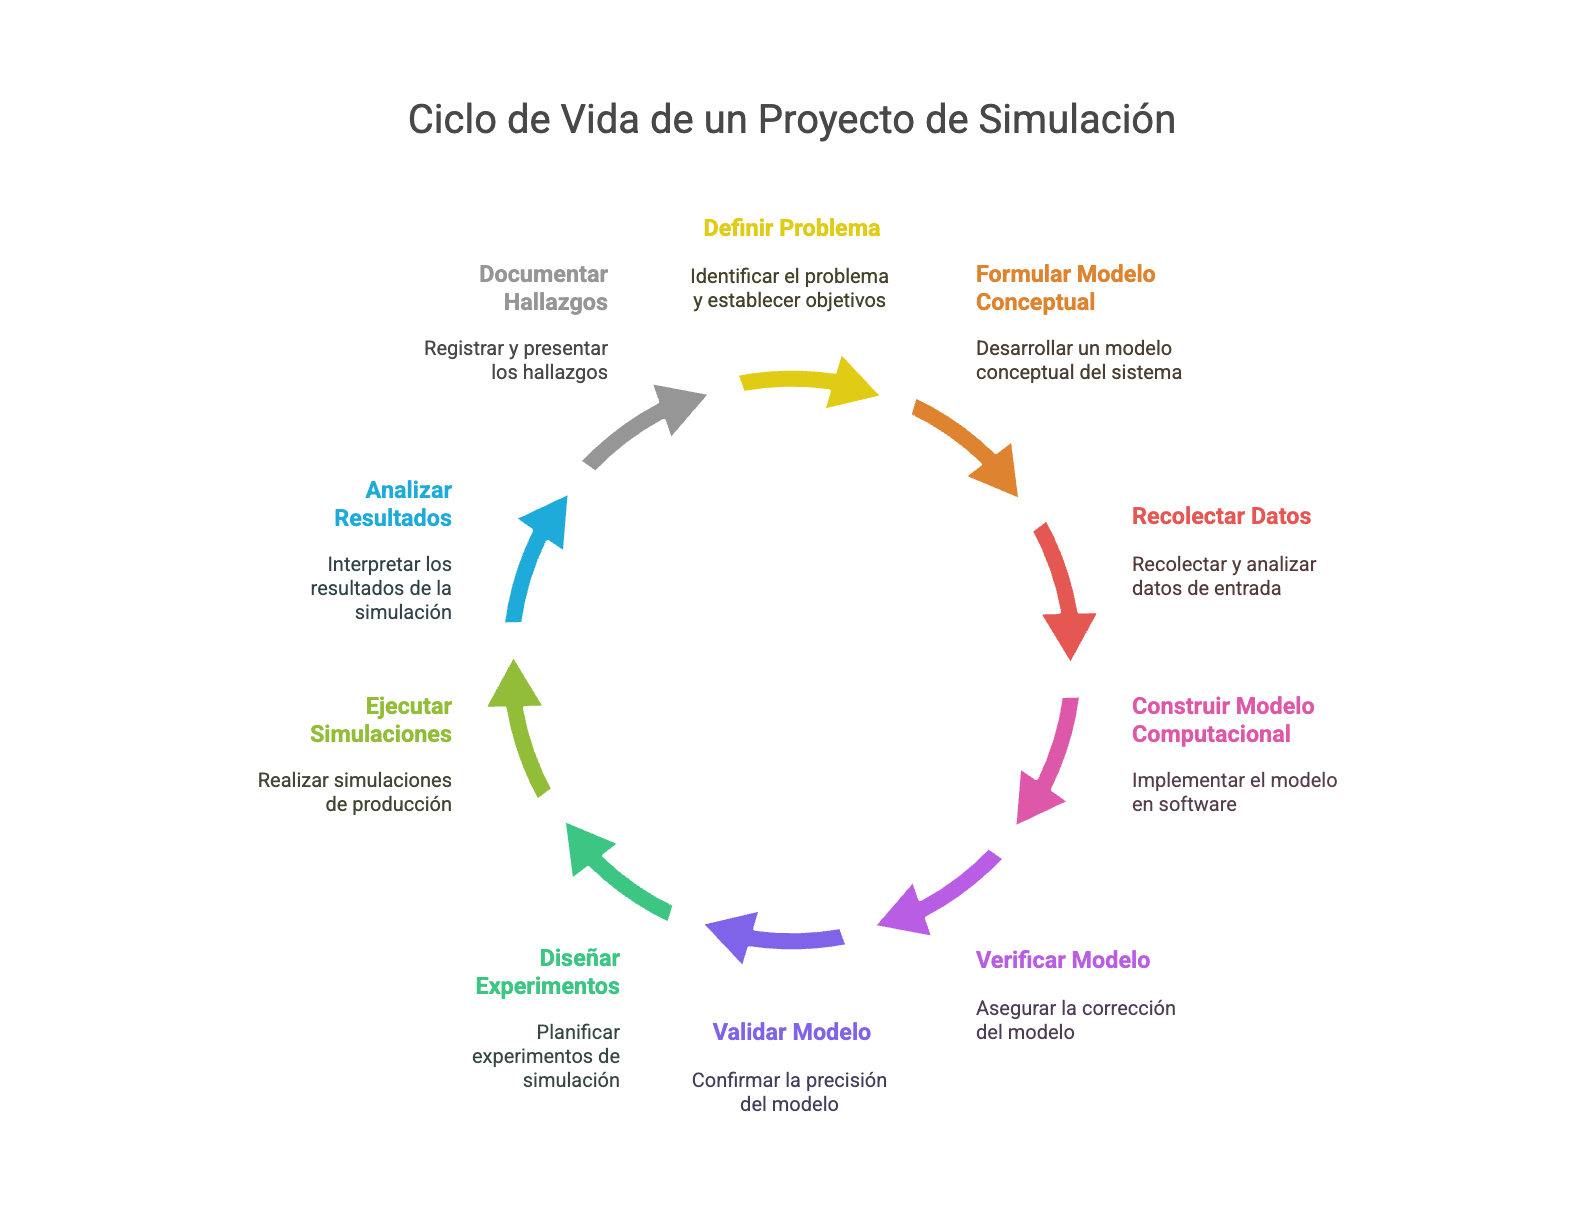 Ciclo de Vida de un Proyecto de Simulación
Definir Problema
Identificar el problema
y establecer objetivos
Formular Modelo
Conceptual
Desarrollar un modelo
conceptual del sistema
Recolectar Datos
Recolectar y analizar
datos de entrada
Construir Modelo
Computacional
Implementar el modelo
en software
Verificar Modelo
Asegurar la corrección
del modelo
Validar Modelo
Confirmar la precisión
del modelo
Diseñar
Experimentos
Planificar
experimentos de
simulación
Ejecutar
Simulaciones
Realizar simulaciones
de producción
Analizar
Resultados
Interpretar los
resultados de la
simulación
Documentar
Hallazgos
Registrar y presentar
los hallazgos